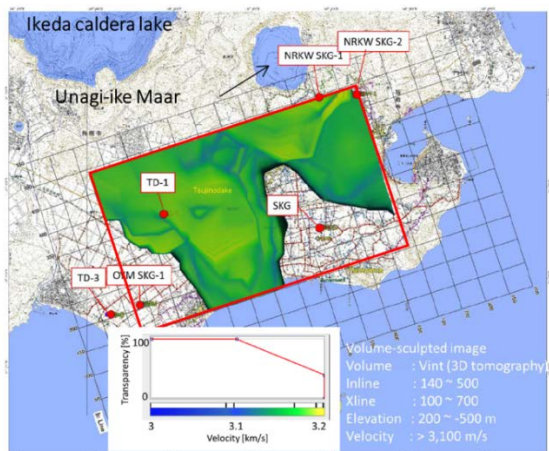 Ikeda caldera lake
NRKW SKG-1
NRKW SKG-2
Unagi-ike Maar
TD-1
Tsujinodake
SKG
TD-3
OYM SKG-1
Transparency [%]
100
0
3
3.1
3.2
Velocity [km/s]
Volume-sculpted image
Volume : Vint (3D tomography)
Inline : 140 ~ 500
Xline : 100 ~ 700
Elevation : 200 ~ -500 m
Velocity : > 3,100 m/s